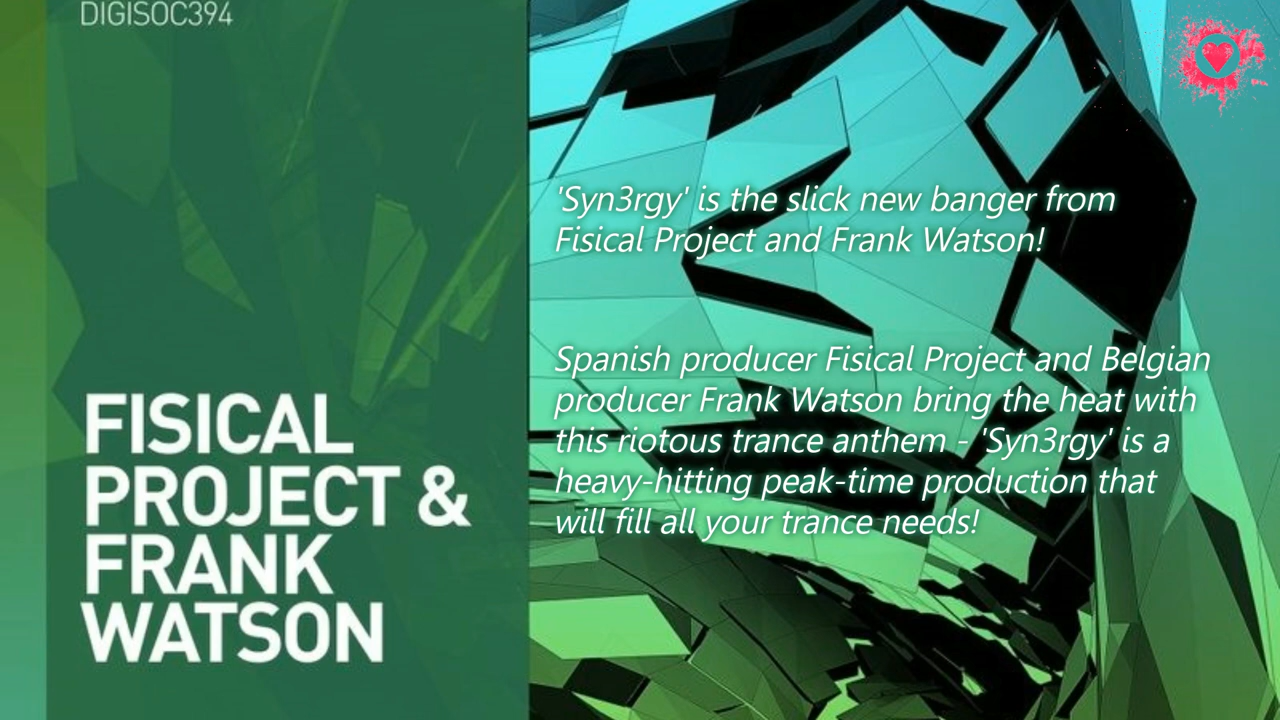 DIGISOC394
FISICAL
PROJECT &
FRANK
WATSON
'Syn3rgy' is the slick new banger from
Fisical Project and Frank Watson!
Spanish producer Fisical Project and Belgian
producer Frank Watson bring the heat with
this riotous trance anthem - 'Syn3rgy' is a
heavy-hitting peak-time production that
will fill all your trance needs!